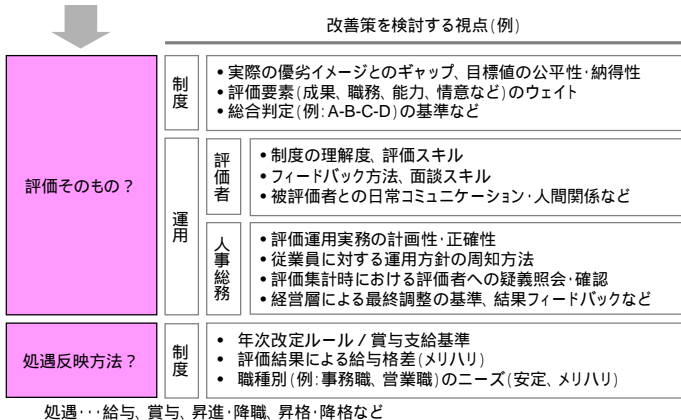 改善策を検討する視点(例)
評価そのもの？
制度
• 実際の優劣イメージとのギャップ、目標値の公平性・納得性
• 評価要素(成果、職務、能力、情意など)のウェイト
• 総合判定(例:A-B-C-D)の基準など
運用
評価者
• 制度の理解度、評価スキル
• フィードバック方法、面談スキル
• 被評価者との日常コミュニケーション・人間関係など
人事総務
• 評価運用実務の計画性・正確性
• 従業員に対する運用方針の周知方法
• 評価集計時における評価者への疑義照会・確認
• 経営層による最終調整の基準、結果フィードバックなど
処遇反映方法？
制度
• 年次改定ルール / 賞与支給基準
• 評価結果による給与格差(メリハリ)
• 職種別(例:事務職、営業職)のニーズ(安定、メリハリ)
処遇･･･給与、賞与、昇進・降職、昇格・降格など